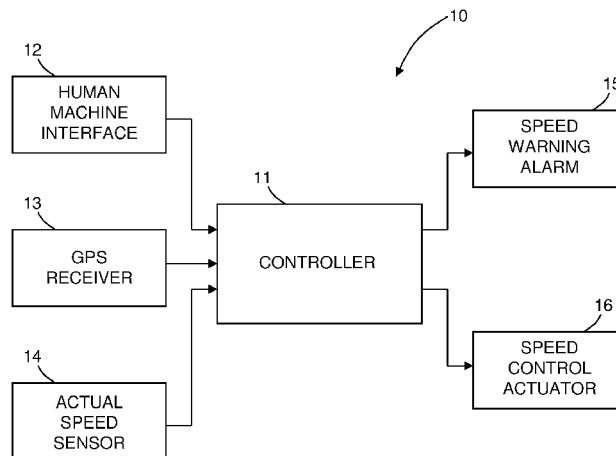 10
12
HUMAN
MACHINE
INTERFACE
13
GPS
RECEIVER
14
ACTUAL
SPEED
SENSOR
11
CONTROLLER
15
SPEED
WARNING
ALARM
16
SPEED
CONTROL
ACTUATOR